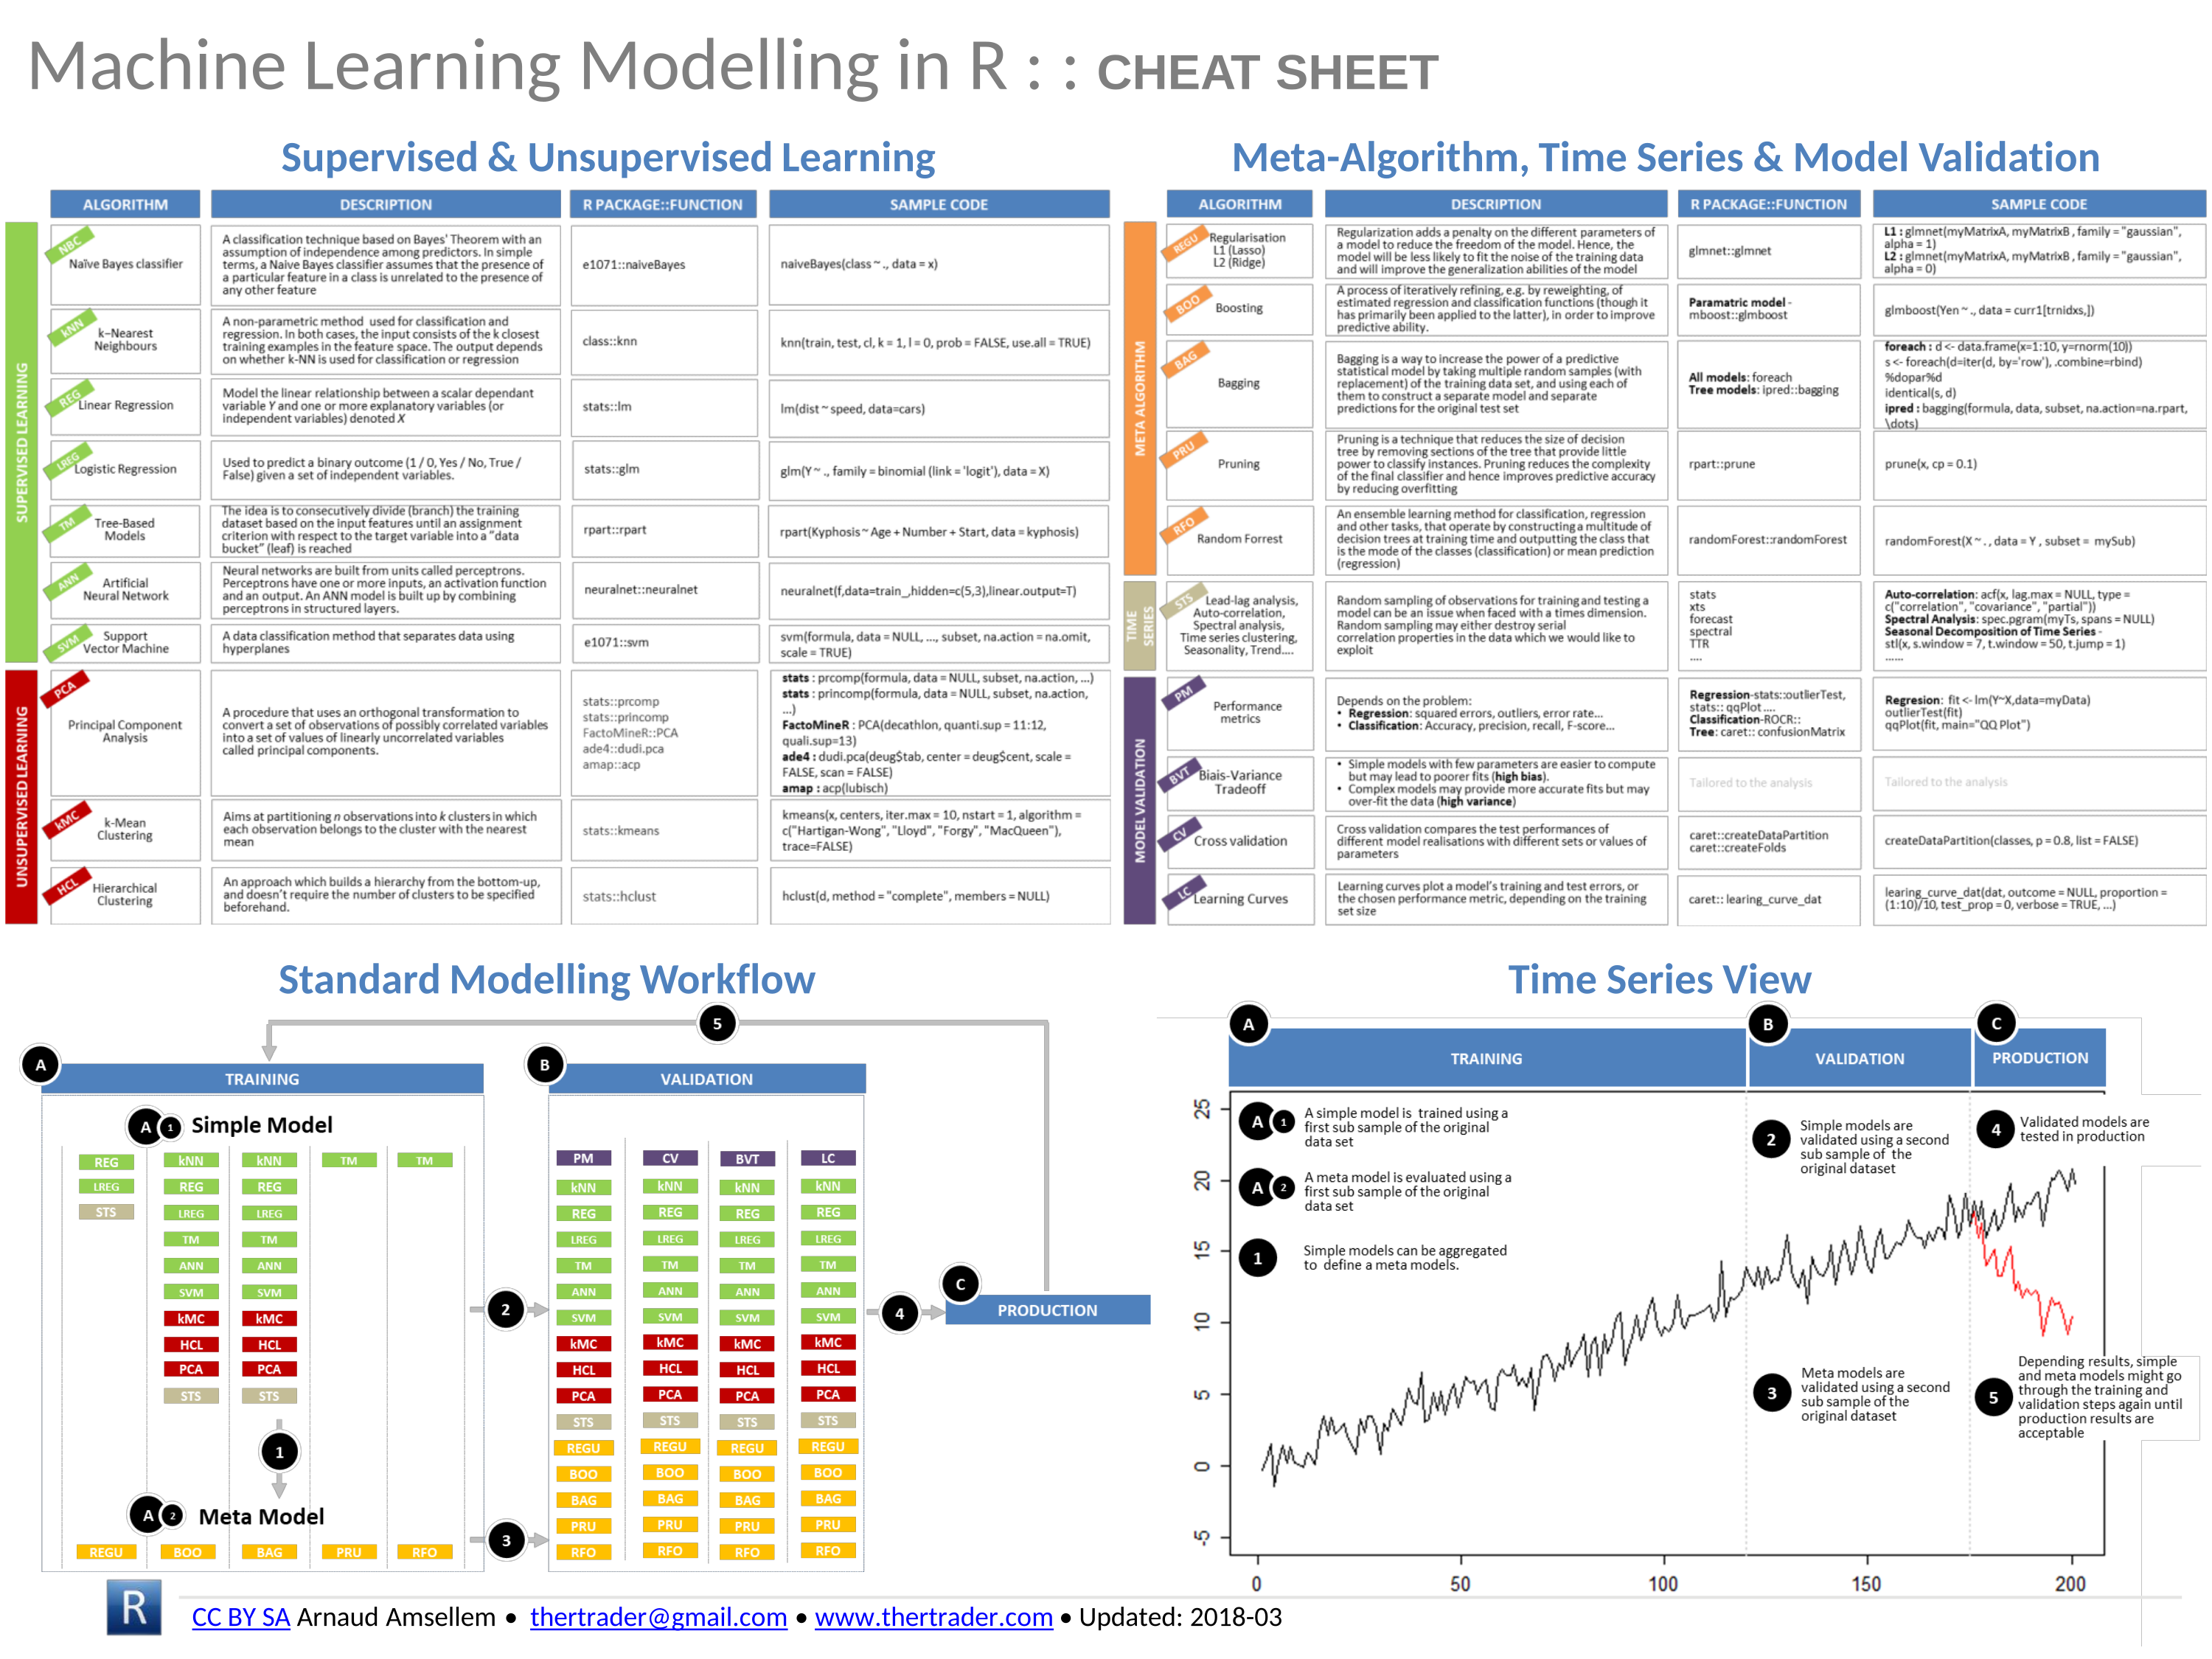 Machine Learning Modelling in R : : CHEAT SHEET
Supervised & Unsupervised Learning
ALGORITHM
DESCRIPTION
R PACKAGE::FUNCTION
SAMPLE CODE
SUPERVISED LEARNING
NBC
Naïve Bayes classifier
A classification technique based on Bayes' Theorem with an
assumption of independence among predictors. In simple
terms, a Naive Bayes classifier assumes that the presence of
a particular feature in a class is unrelated to the presence of
any other feature
e1071::naiveBayes
naiveBayes(class ~ ., data = x)
kNN
k–Nearest
Neighbours
A non-parametric method used for classification and
regression. In both cases, the input consists of the k closest
training examples in the feature space. The output depends
on whether k-NN is used for classification or regression
class::knn
knn(train, test, cl, k = 1, l = 0, prob = FALSE, use.all = TRUE)
REG
Linear Regression
Model the linear relationship between a scalar dependant
variable Y and one or more explanatory variables (or
independent variables) denoted X
stats::lm
lm(dist ~ speed, data=cars)
LREG
Logistic Regression
Used to predict a binary outcome (1 / 0, Yes / No, True /
False) given a set of independent variables.
stats::glm
glm(Y ~ ., family = binomial (link = 'logit'), data = X)
TM
Tree-Based
Models
The idea is to consecutively divide (branch) the training
dataset based on the input features until an assignment
criterion with respect to the target variable into a "data
bucket" (leaf) is reached
rpart::rpart
rpart(Kyphosis ~ Age + Number + Start, data = kyphosis)
ANN
Artificial
Neural Network
Neural networks are built from units called perceptrons.
Perceptrons have one or more inputs, an activation function
and an output. An ANN model is built up by combining
perceptrons in structured layers.
neuralnet::neuralnet
neuralnet(f,data=train_,hidden=c(5,3),linear.output=T)
SVM
Support
Vector Machine
A data classification method that separates data using
hyperplanes
e1071::svm
svm(formula, data = NULL, ..., subset, na.action = na.omit,
scale = TRUE)
UNSUPERVISED LEARNING
PCA
Principal Component
Analysis
A procedure that uses an orthogonal transformation to
convert a set of observations of possibly correlated variables
into a set of values of linearly uncorrelated variables
called principal components.
stats::prcomp
stats::princomp
FactoMineR::PCA
ade4::dudi.pca
amap::acp
stats : prcomp(formula, data = NULL, subset, na.action, ...)
stats : princomp(formula, data = NULL, subset, na.action,
...)
FactoMineR : PCA(decathlon, quanti.sup = 11:12,
quali.sup=13)
ade4 : dudi.pca(deug$tab, center = deug$cent, scale =
FALSE, scan = FALSE)
amap : acp(lubisch)
kMC
k-Mean
Clustering
Aims at partitioning n observations into k clusters in which
each observation belongs to the cluster with the nearest
mean
stats::kmeans
kmeans(x, centers, iter.max = 10, nstart = 1, algorithm =
c("Hartigan-Wong", "Lloyd", "Forgy", "MacQueen"),
trace=FALSE)
HCL
Hierarchical
Clustering
An approach which builds a hierarchy from the bottom-up,
and doesn't require the number of clusters to be specified
beforehand.
stats::hclust
hclust(d, method = "complete", members = NULL)
Meta-Algorithm, Time Series & Model Validation
ALGORITHM
DESCRIPTION
R PACKAGE::FUNCTION
SAMPLE CODE
META ALGORITHM
REGU
Regularisation
L1 (Lasso)
L2 (Ridge)
Regularization adds a penalty on the different parameters of
a model to reduce the freedom of the model. Hence, the
model will be less likely to fit the noise of the training data
and will improve the generalization abilities of the model
glmnet::glmnet
L1 : glmnet(myMatrixA, myMatrixB , family = "gaussian",
alpha = 1)
L2 : glmnet(myMatrixA, myMatrixB , family = "gaussian",
alpha = 0)
BOO
Boosting
A process of iteratively refining, e.g. by reweighting, of
estimated regression and classification functions (though it
has primarily been applied to the latter), in order to improve
predictive ability.
Paramatric model -
mboost::glmboost
glmboost(Yen ~ ., data = curr1[trnidxs,])
BAG
Bagging
Bagging is a way to increase the power of a predictive
statistical model by taking multiple random samples (with
replacement) of the training data set, and using each of
them to construct a separate model and separate
predictions for the original test set
All models: foreach
Tree models: ipred::bagging
foreach : d <- data.frame(x=1:10, y=rnorm(10))
s <- foreach(d=iter(d, by='row'), .combine=rbind)
%dopar%d
identical(s, d)
ipred : bagging(formula, data, subset, na.action=na.rpart,
\dots)
PRU
Pruning
Pruning is a technique that reduces the size of decision
tree by removing sections of the tree that provide little
power to classify instances. Pruning reduces the complexity
of the final classifier and hence improves predictive accuracy
by reducing overfitting
rpart::prune
prune(x, cp = 0.1)
RFO
Random Forrest
An ensemble learning method for classification, regression
and other tasks, that operate by constructing a multitude of
decision trees at training time and outputting the class that
is the mode of the classes (classification) or mean prediction
(regression)
randomForest::randomForest
randomForest(X ~ . , data = Y , subset = mySub)
TIME
SERIES
STS
Lead-lag analysis,
Auto-correlation,
Spectral analysis,
Time series clustering,
Seasonality, Trend....
Random sampling of observations for training and testing a
model can be an issue when faced with a times dimension.
Random sampling may either destroy serial
correlation properties in the data which we would like to
exploit
stats
xts
forecast
spectral
TTR
....
Auto-correlation: acf(x, lag.max = NULL, type =
c("correlation", "covariance", "partial"))
Spectral Analysis: spec.pgram(myTs, spans = NULL)
Seasonal Decomposition of Time Series -
stl(x, s.window = 7, t.window = 50, t.jump = 1)
......
MODEL VALIDATION
PM
Performance
metrics
Depends on the problem:
• Regression: squared errors, outliers, error rate...
• Classification: Accuracy, precision, recall, F-score...
Regression-stats::outlierTest,
stats:: qqPlot ....
Classification-ROCR::
Tree: caret:: confusionMatrix
Regresion: fit <- lm(Y~X,data=myData)
outlierTest(fit)
qqPlot(fit, main="QQ Plot")
BVT
Biais-Variance
Tradeoff
• Simple models with few parameters are easier to compute
but may lead to poorer fits (high bias).
• Complex models may provide more accurate fits but may
over-fit the data (high variance)
Tailored to the analysis
Tailored to the analysis
CV
Cross validation
Cross validation compares the test performances of
different model realisations with different sets or values of
parameters
caret::createDataPartition
caret::createFolds
createDataPartition(classes, p = 0.8, list = FALSE)
LC
Learning Curves
Learning curves plot a model's training and test errors, or
the chosen performance metric, depending on the training
set size
caret:: learing_curve_dat
learing_curve_dat(dat, outcome = NULL, proportion =
(1:10)/10, test_prop = 0, verbose = TRUE, ...)
Standard Modelling Workflow
5
A
TRAINING
A 1 Simple Model
REG kNN kNN TM TM
LREG REG REG
STS LREG LREG
TM TM
ANN ANN
SVM SVM
kMC kMC
HCL HCL
PCA PCA
STS STS
1
A 2 Meta Model
REGU BOO BAG PRU RFO
2
3
B
VALIDATION
PM CV BVT LC
kNN kNN kNN kNN
REG REG REG REG
LREG LREG LREG LREG
TM TM TM TM
ANN ANN ANN ANN
SVM SVM SVM SVM
kMC kMC kMC kMC
HCL HCL HCL HCL
PCA PCA PCA PCA
STS STS STS STS
REGU REGU REGU REGU
BOO BOO BOO BOO
BAG BAG BAG BAG
PRU PRU PRU PRU
RFO RFO RFO RFO
4
C
PRODUCTION
Time Series View
A
TRAINING
B
VALIDATION
C
PRODUCTION
A 1
A simple model is trained using a
first sub sample of the original
data set
A 2
A meta model is evaluated using a
first sub sample of the original
data set
1
Simple models can be aggregated
to define a meta models.
2
Simple models are
validated using a second
sub sample of the
original dataset
3
Meta models are
validated using a second
sub sample of the
original dataset
4
Validated models are
tested in production
5
Depending results, simple
and meta models might go
through the training and
validation steps again until
production results are
acceptable
25
20
15
10
5
0
-5
0 50 100 150 200
R
CC BY SA Arnaud Amsellem • thertrader@gmail.com • www.thertrader.com • Updated: 2018-03